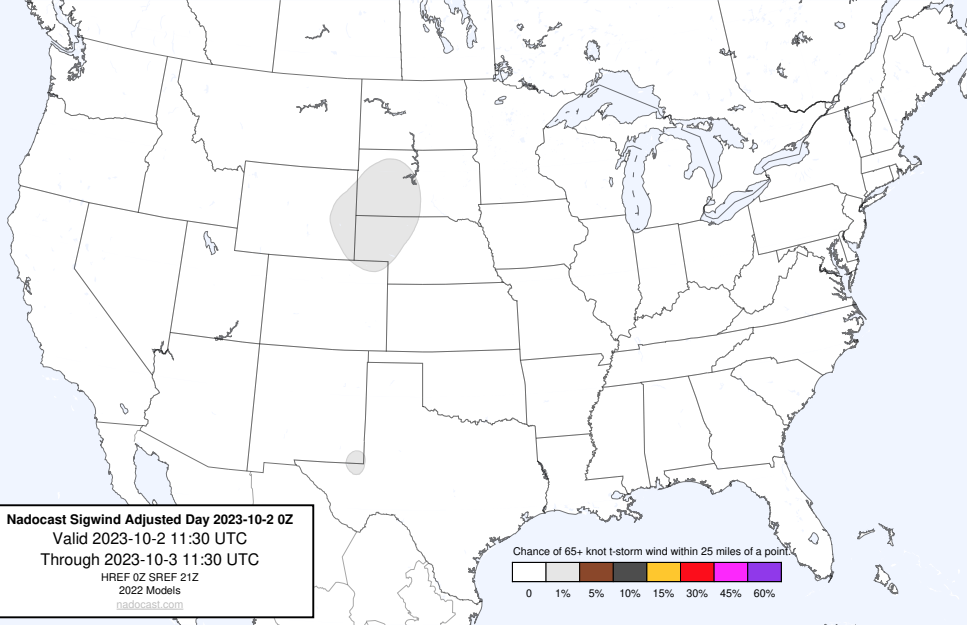 Nadocast Sigwind Adjusted Day 2023-10-2 0Z
Valid 2023-10-2 11:30 UTC
Through 2023-10-3 11:30 UTC
HREF 0Z SREF 21Z
2022 Models
nadocast.com
Chance of 65+ knot t-storm wind within 25 miles of a point.
0 1% 5% 10% 15% 30% 45% 60%